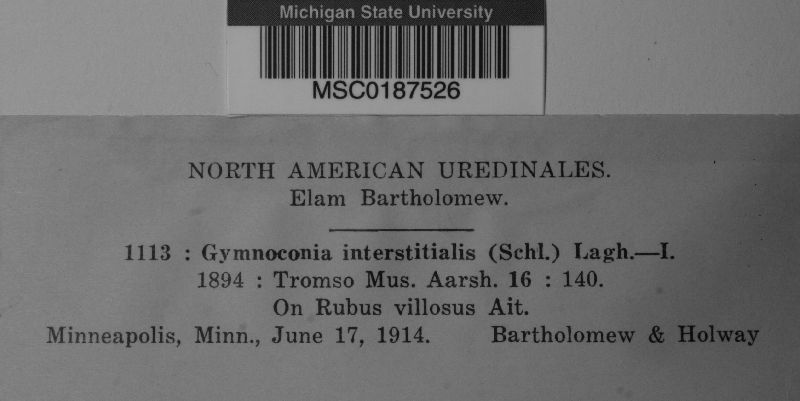 Michigan State University
MSC0187526
NORTH AMERICAN UREDINALES.
Elam Bartholomew.
1113 : Gymnoconia interstitialis (Schl.) Lagh.—I.
1894 : Tromso Mus. Aarsh. 16 : 140.
On Rubus villosus Ait.
Minneapolis, Minn., June 17, 1914. Bartholomew & Holway